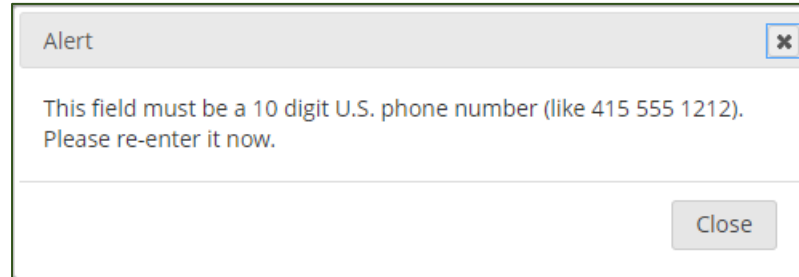 Alert
This field must be a 10 digit U.S. phone number (like 415 555 1212).
Please re-enter it now.
Close